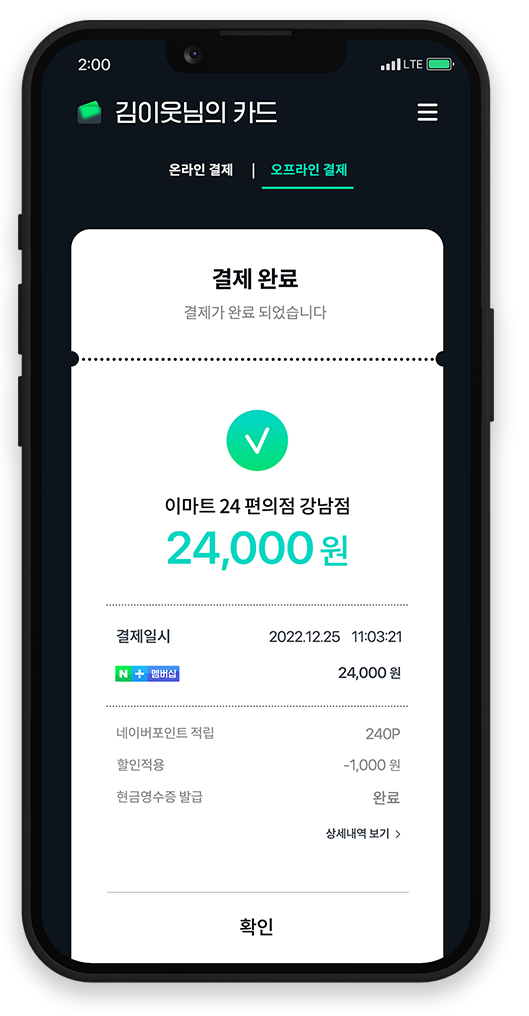 2:00 LTE
김이웃님의 카드
온라인 결제 | 오프라인 결제
결제 완료
결제가 완료 되었습니다
이마트 24 편의점 강남점
24,000 원
결제일시 2022.12.25 11:03:21
N + 멤버십 24,000 원
네이버포인트 적립 240P
할인적용 -1,000 원
현금영수증 발급 완료
상세내역 보기 >
확인